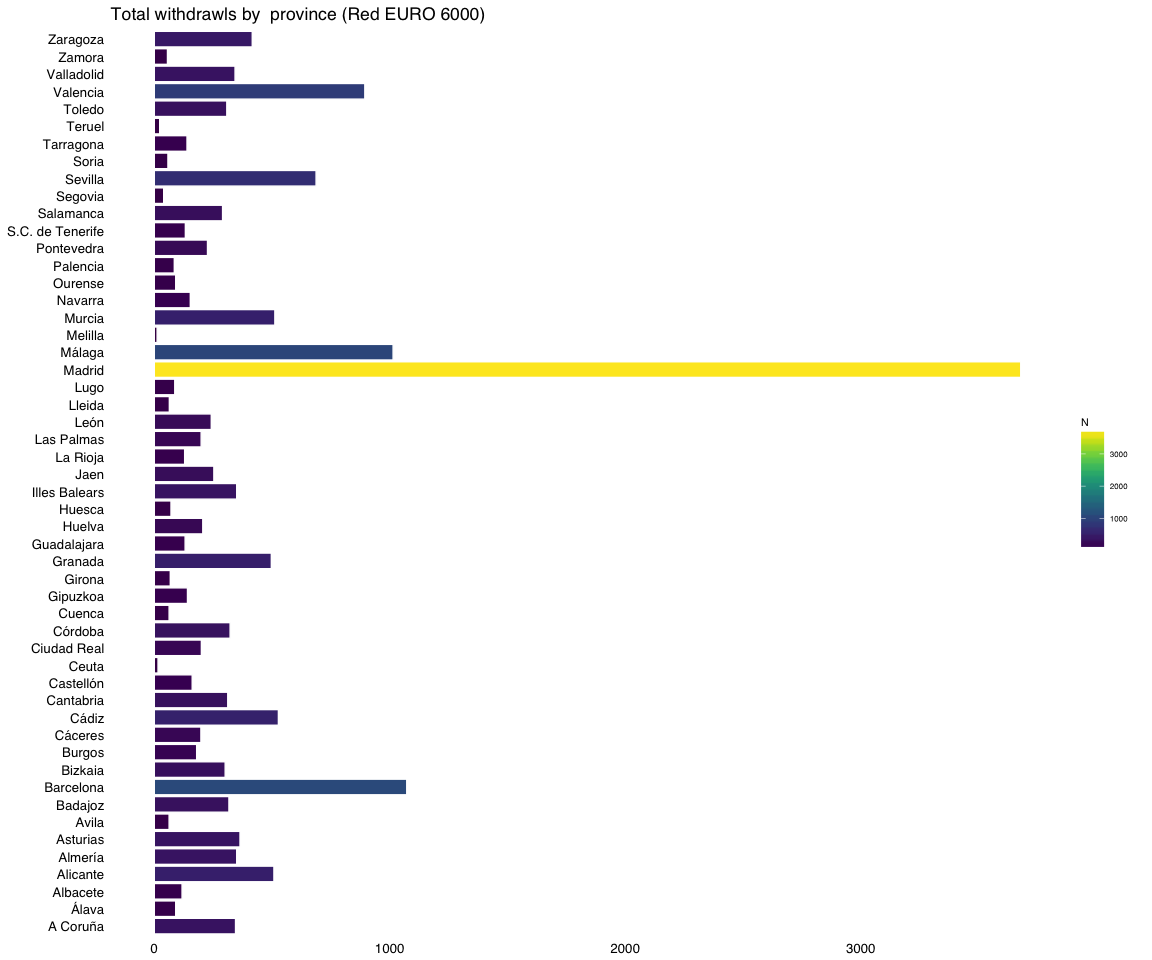 Total withdrawls by  province (Red EURO 6000)
Zaragoza
Zamora
Valladolid
Valencia
Toledo
Teruel
Tarragona
Soria
Sevilla
Segovia
Salamanca
S.C. de Tenerife
Pontevedra
Palencia
Ourense
Navarra
Murcia
Melilla
Málaga
Madrid
Lugo
Lleida
León
Las Palmas
La Rioja
Jaen
Illes Balears
Huesca
Huelva
Guadalajara
Granada
Girona
Gipuzkoa
Cuenca
Córdoba
Ciudad Real
Ceuta
Castellón
Cantabria
Cádiz
Cáceres
Burgos
Bizkaia
Barcelona
Badajoz
Avila
Asturias
Almería
Alicante
Albacete
Álava
A Coruña
0 1000 2000 3000
N
3000
2000
1000